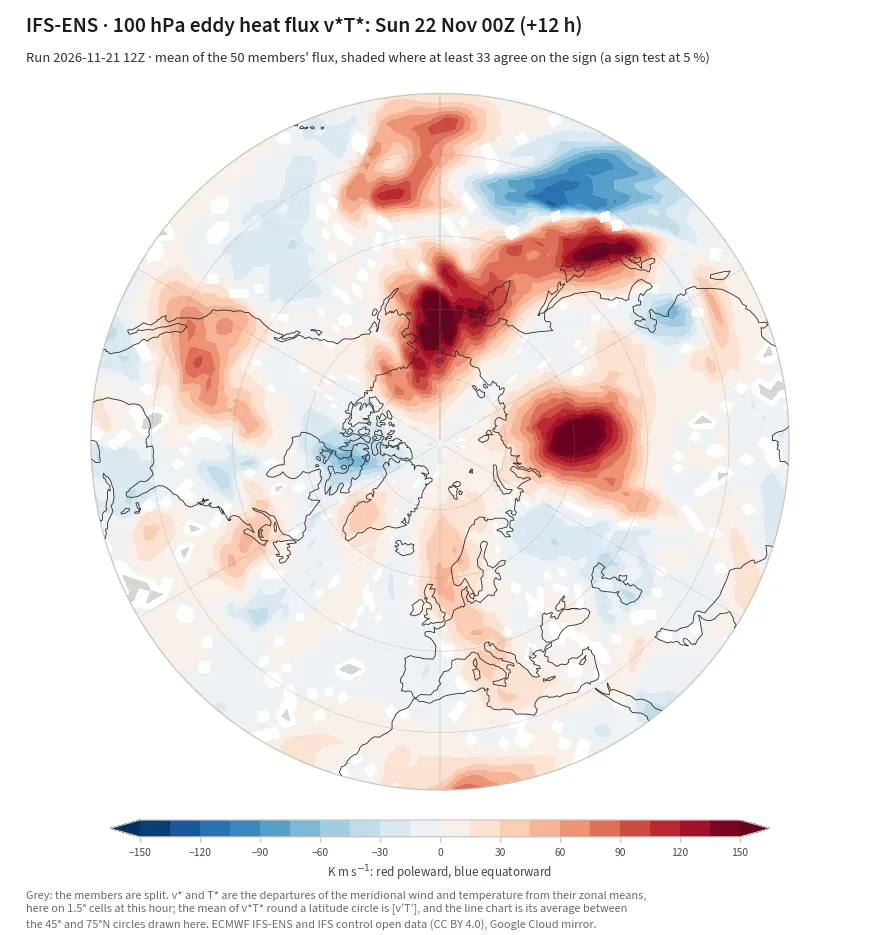 IFS-ENS · 100 hPa eddy heat flux v*T*: Sun 22 Nov 00Z (+12 h)
Run 2026-11-21 12Z · mean of the 50 members' flux, shaded where at least 33 agree on the sign (a sign test at 5 %)
−150 −120 −90 −60 −30 0 30 60 90 120 150
K m s⁻¹: red poleward, blue equatorward
Grey: the members are split. v* and T* are the departures of the meridional wind and temperature from their zonal means,
here on 1.5° cells at this hour; the mean of v*T* round a latitude circle is [v'T'], and the line chart is its average between
the 45° and 75°N circles drawn here. ECMWF IFS-ENS and IFS control open data (CC BY 4.0), Google Cloud mirror.